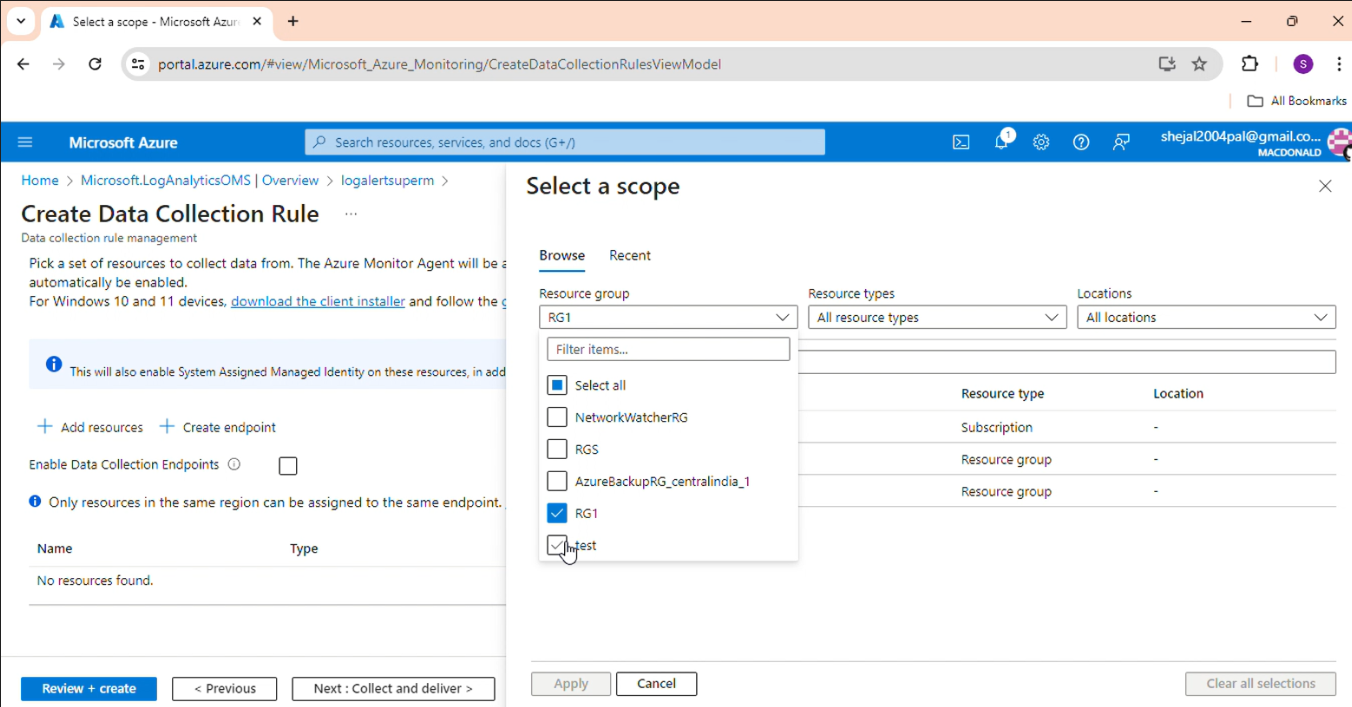 Select a scope - Microsoft Azur
portal.azure.com/#view/Microsoft_Azure_Monitoring/CreateDataCollectionRulesViewModel
S
All Bookmarks
Microsoft Azure
Search resources, services, and docs (G+/)
1
shejal2004pal@gmail.co...
MACDONALD
Home > Microsoft.LogAnalyticsOMS | Overview > logalertsuperm >
Create Data Collection Rule ...
Data collection rule management
Pick a set of resources to collect data from. The Azure Monitor Agent will be a
automatically be enabled.
For Windows 10 and 11 devices, download the client installer and follow the
This will also enable System Assigned Managed Identity on these resources, in add
+ Add resources + Create endpoint
Enable Data Collection Endpoints
Only resources in the same region can be assigned to the same endpoint.
Name Type
No resources found.
Review + create
< Previous
Next : Collect and deliver >
Select a scope
Browse Recent
Resource group Resource types Locations
RG1 All resource types All locations
Filter items...
Select all
NetworkWatcherRG
RGS
AzureBackupRG_centralindia_1
RG1
test
Resource type Location
Subscription -
Resource group -
Resource group -
Apply Cancel Clear all selections